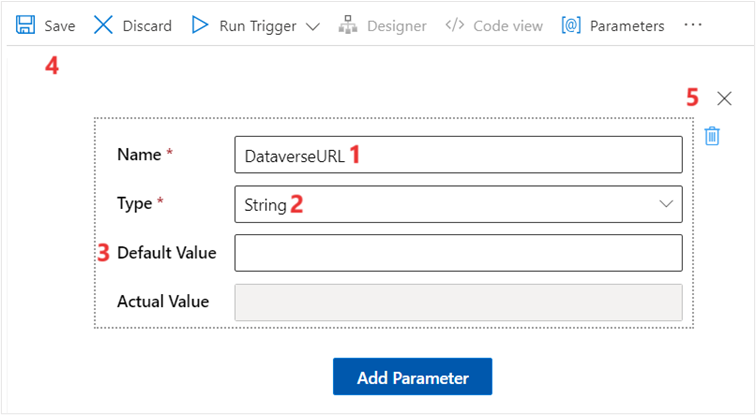 Save Discard Run Trigger Designer </> Code view [@] Parameters ...
4
5
Name * DataverseURL 1
Type * String 2
3 Default Value
Actual Value
Add Parameter